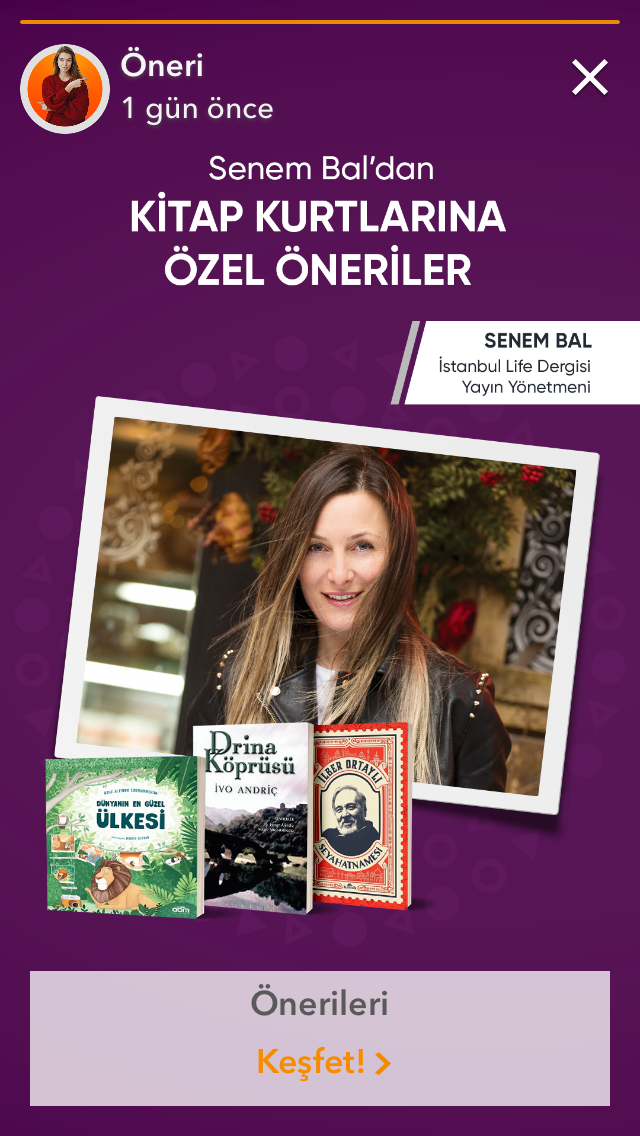 Öneri
1 gün önce
Senem Bal’dan
KİTAP KURTLARINA
ÖZEL ÖNERİLER
SENEM BAL
İstanbul Life Dergisi
Yayın Yönetmeni
DÜNYANIN EN GÜZEL
ÜLKESİ
abm
Drina
Köprüsü
İVO ANDRİÇ
İLBER ORTAYLI
SEYAHATNAMESİ
Önerileri
Keşfet! >